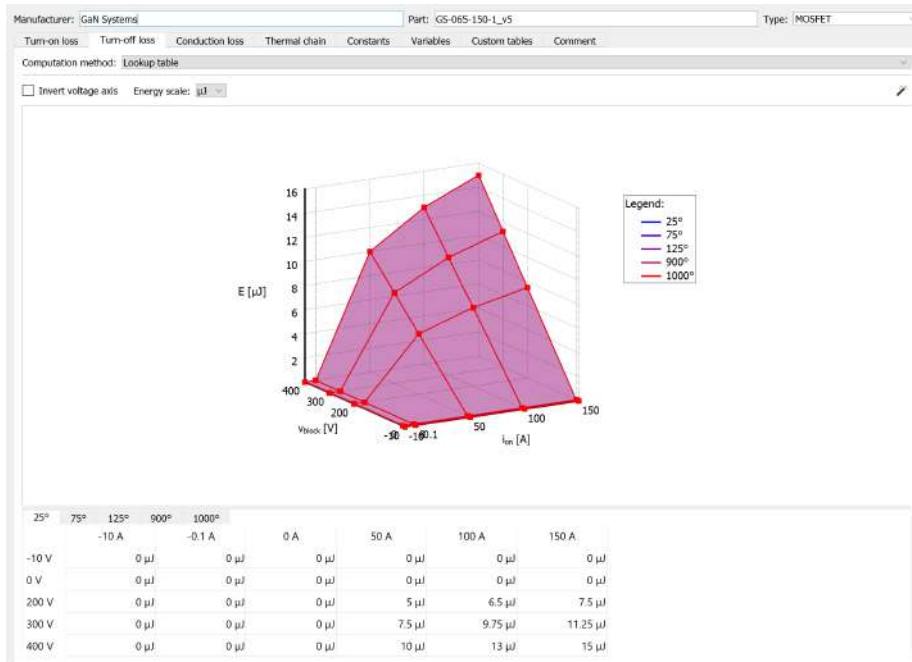 Manufacturer: GaN Systems Part: GS-065-150-1_v5 Type: MOSFET
Turn-on loss Turn-off loss Conduction loss Thermal chain Constants Variables Custom tables Comment
Computation method: Lookup table
Invert voltage axis Energy scale: µJ
16
14
12
10
8
6
4
2
E [µJ]
400
300
200
-10
0
v_block [V]
-10
0.1
50
100
150
i_on [A]
Legend:
25°
75°
125°
900°
1000°
25° 75° 125° 900° 1000°
-10 A -0.1 A 0 A 50 A 100 A 150 A
-10 V 0 µJ 0 µJ 0 µJ 0 µJ 0 µJ 0 µJ
0 V 0 µJ 0 µJ 0 µJ 0 µJ 0 µJ 0 µJ
200 V 0 µJ 0 µJ 0 µJ 5 µJ 6.5 µJ 7.5 µJ
300 V 0 µJ 0 µJ 0 µJ 7.5 µJ 9.75 µJ 11.25 µJ
400 V 0 µJ 0 µJ 0 µJ 10 µJ 13 µJ 15 µJ